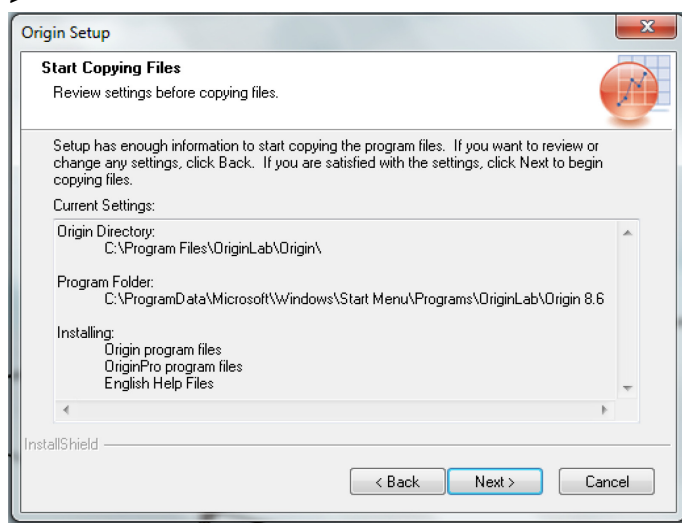 Origin Setup
Start Copying Files
Review settings before copying files.
Setup has enough information to start copying the program files.  If you want to review or
change any settings, click Back.  If you are satisfied with the settings, click Next to begin
copying files.
Current Settings:
Origin Directory:
C:\Program Files\OriginLab\Origin\
Program Folder:
C:\ProgramData\Microsoft\Windows\Start Menu\Programs\OriginLab\Origin 8.6
Installing:
Origin program files
OriginPro program files
English Help Files
InstallShield
< Back
Next >
Cancel